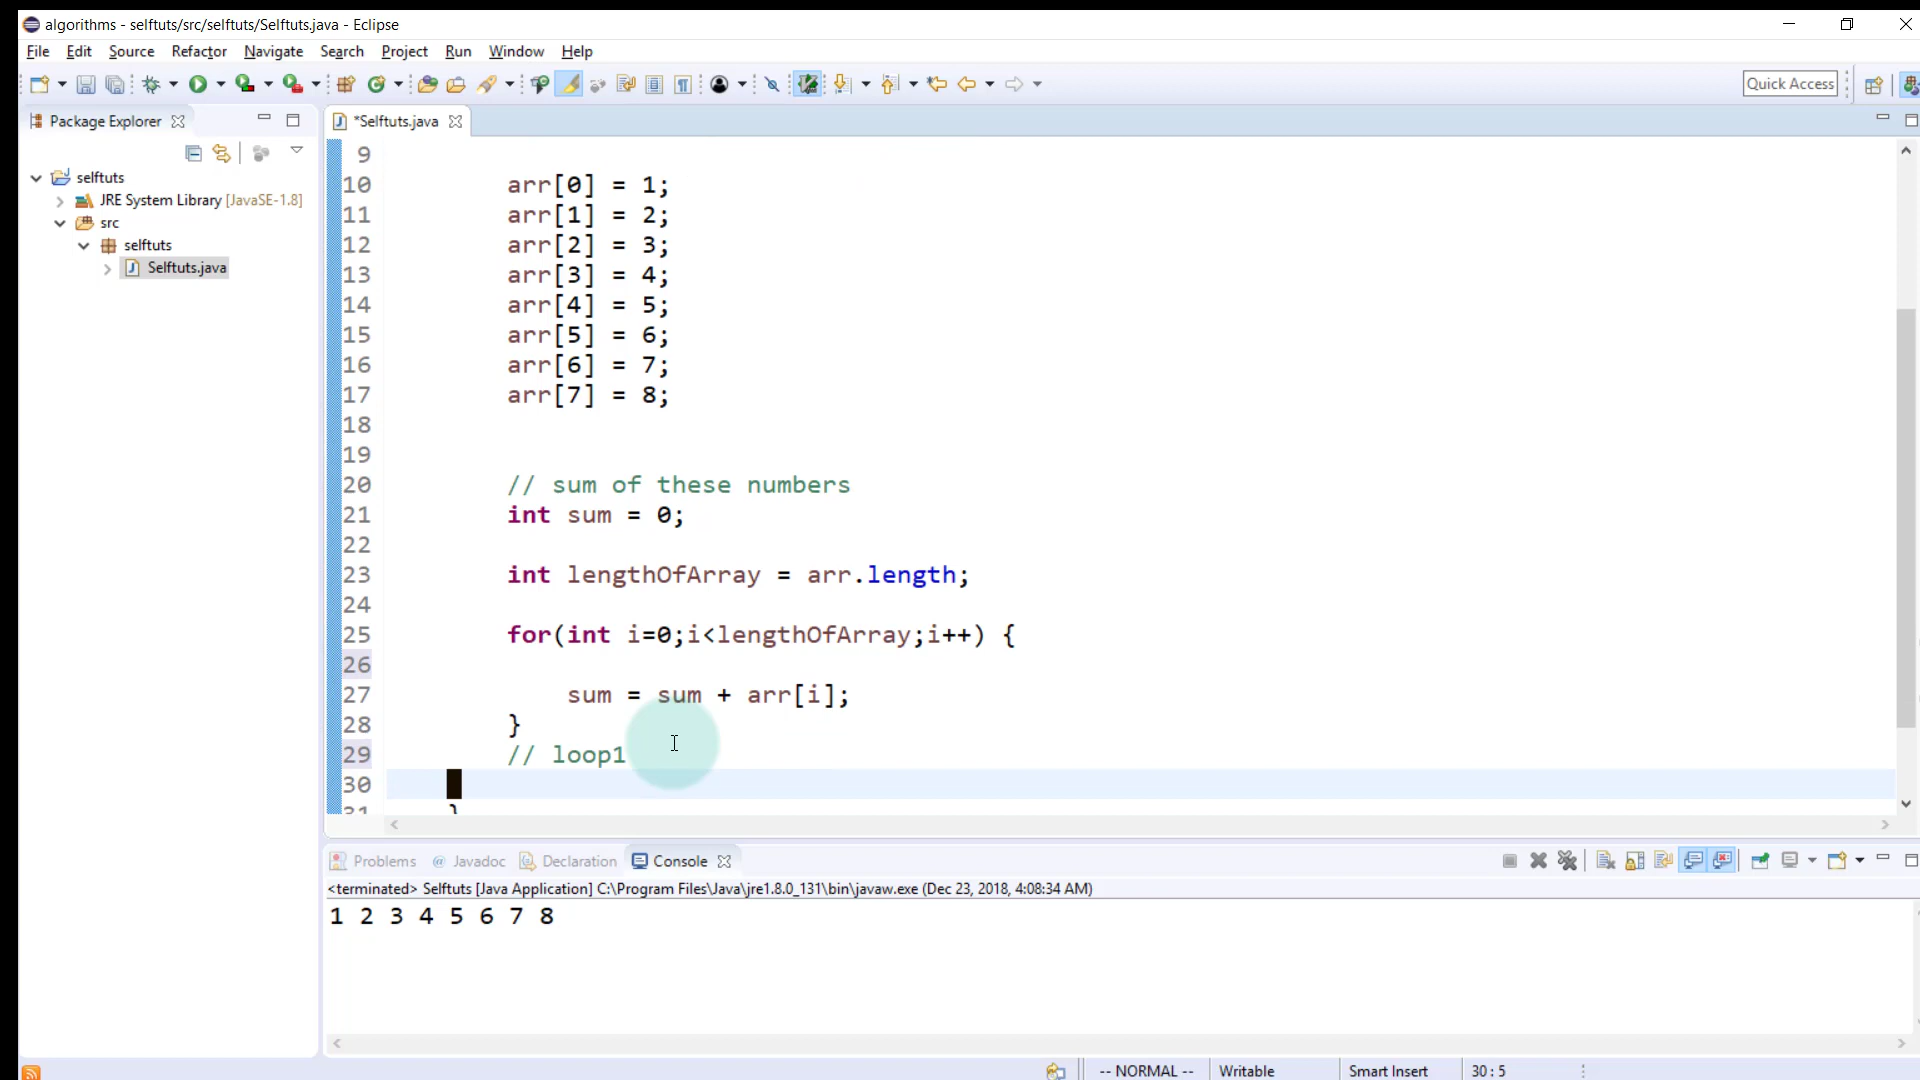 algorithms - selftuts/src/selftuts/Selftuts.java - Eclipse
File Edit Source Refactor Navigate Search Project Run Window Help
Quick Access
Package Explorer
*Selftuts.java
selftuts
JRE System Library [JavaSE-1.8]
src
selftuts
Selftuts.java
9
10 arr[0] = 1;
11 arr[1] = 2;
12 arr[2] = 3;
13 arr[3] = 4;
14 arr[4] = 5;
15 arr[5] = 6;
16 arr[6] = 7;
17 arr[7] = 8;
18
19
20 // sum of these numbers
21 int sum = 0;
22
23 int lengthOfArray = arr.length;
24
25 for(int i=0;i<lengthOfArray;i++) {
26
27 sum = sum + arr[i];
28 }
29 // loop1
30
31 }
Problems @ Javadoc Declaration Console
<terminated> Selftuts [Java Application] C:\Program Files\Java\jre1.8.0_131\bin\javaw.exe (Dec 23, 2018, 4:08:34 AM)
1 2 3 4 5 6 7 8
-- NORMAL -- Writable Smart Insert 30 : 5